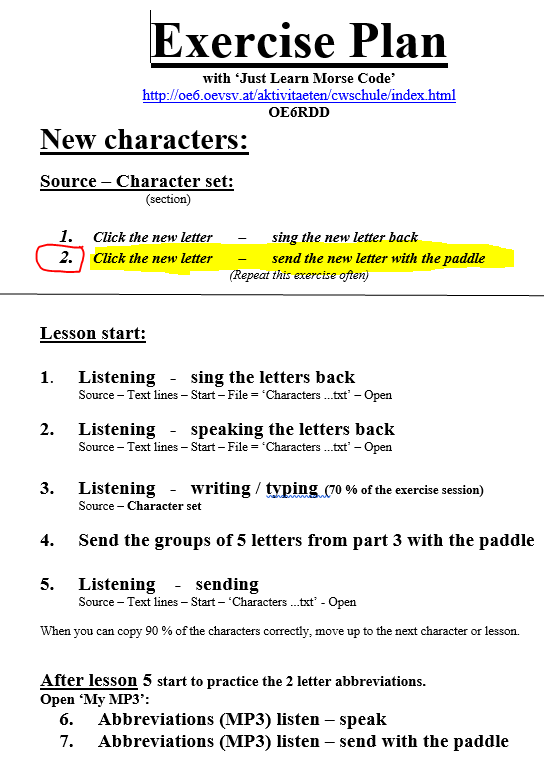 Exercise Plan
with ‘Just Learn Morse Code’
http://oe6.oevsv.at/aktivitaeten/cwschule/index.html
OE6RDD
New characters:
Source – Character set:
(section)
1. Click the new letter – sing the new letter back
2. Click the new letter – send the new letter with the paddle
(Repeat this exercise often)
Lesson start:
1. Listening - sing the letters back
Source – Text lines – Start – File = ‘Characters ...txt’ – Open
2. Listening - speaking the letters back
Source – Text lines – Start – File = ‘Characters ...txt’ – Open
3. Listening - writing / typing (70 % of the exercise session)
Source – Character set
4. Send the groups of 5 letters from part 3 with the paddle
5. Listening - sending
Source – Text lines – Start – ‘Characters ...txt’ - Open
When you can copy 90 % of the characters correctly, move up to the next character or lesson.
After lesson 5 start to practice the 2 letter abbreviations.
Open ‘My MP3’:
6. Abbreviations (MP3) listen – speak
7. Abbreviations (MP3) listen – send with the paddle